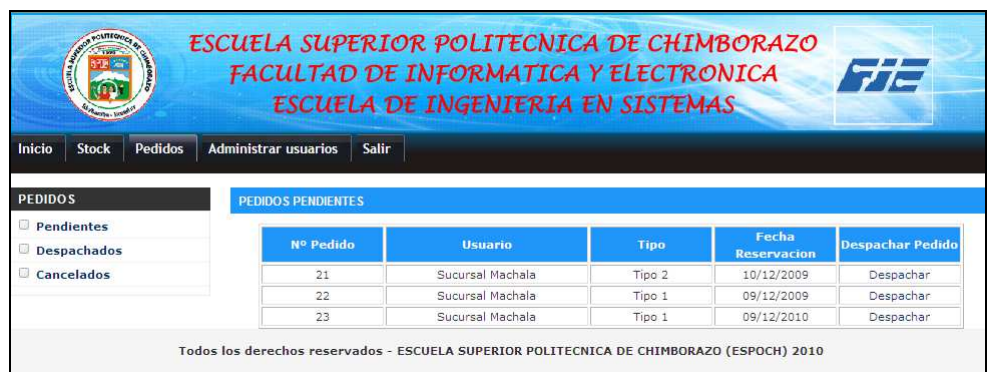 ESCUELA SUPERIOR POLITECNICA DE CHIMBORAZO
FACULTAD DE INFORMATICA Y ELECTRONICA
ESCUELA DE INGENIERIA EN SISTEMAS
FIE
Inicio Stock Pedidos Administrar usuarios Salir
PEDIDOS
Pendientes
Despachados
Cancelados
PEDIDOS PENDIENTES
Nº Pedido Usuario Tipo Fecha Reservacion Despachar Pedido
21 Sucursal Machala Tipo 2 10/12/2009 Despachar
22 Sucursal Machala Tipo 1 09/12/2009 Despachar
23 Sucursal Machala Tipo 1 09/12/2010 Despachar
Todos los derechos reservados - ESCUELA SUPERIOR POLITECNICA DE CHIMBORAZO (ESPOCH) 2010